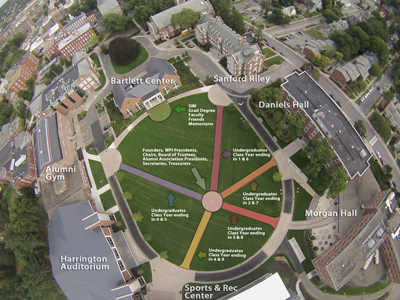 Bartlett Center
Sanford Riley
SIM
Grad Degree
Faculty
Friends
Memorials
Daniels Hall
Founders, WPI Presidents,
Chairs, Board of Trustees,
Alumni Association Presidents,
Secretaries, Treasurers
Undergraduates
Class Year ending
in 1 & 6
Alumni
Gym
Undergraduates
Class Year ending
in 2 & 7
Undergraduates
Class Year ending
in 0 & 5
Undergraduates
Class Year ending
in 3 & 8
Morgan Hall
Harrington
Auditorium
Undergraduates
Class Year ending
in 4 & 9
Sports & Rec
Center